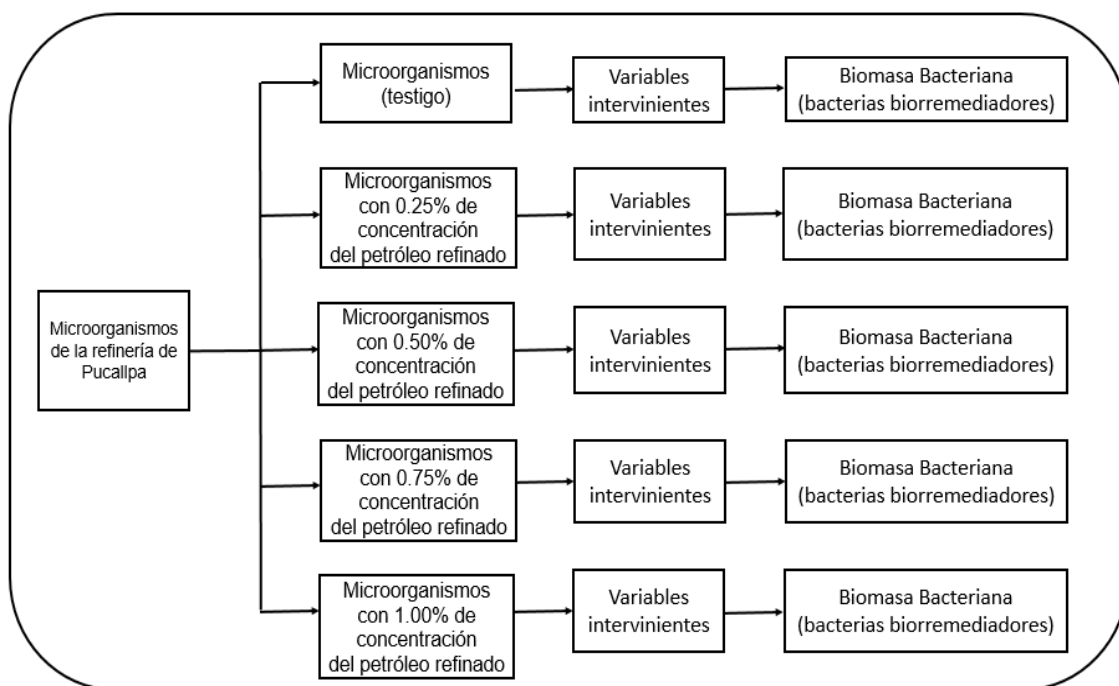 Microorganismos
de la refinería de
Pucallpa
Microorganismos
(testigo)
Variables
intervinientes
Biomasa Bacteriana
(bacterias biorremediadores)
Microorganismos
con 0.25% de
concentración
del petróleo refinado
Variables
intervinientes
Biomasa Bacteriana
(bacterias biorremediadores)
Microorganismos
con 0.50% de
concentración
del petróleo refinado
Variables
intervinientes
Biomasa Bacteriana
(bacterias biorremediadores)
Microorganismos
con 0.75% de
concentración
del petróleo refinado
Variables
intervinientes
Biomasa Bacteriana
(bacterias biorremediadores)
Microorganismos
con 1.00% de
concentración
del petróleo refinado
Variables
intervinientes
Biomasa Bacteriana
(bacterias biorremediadores)